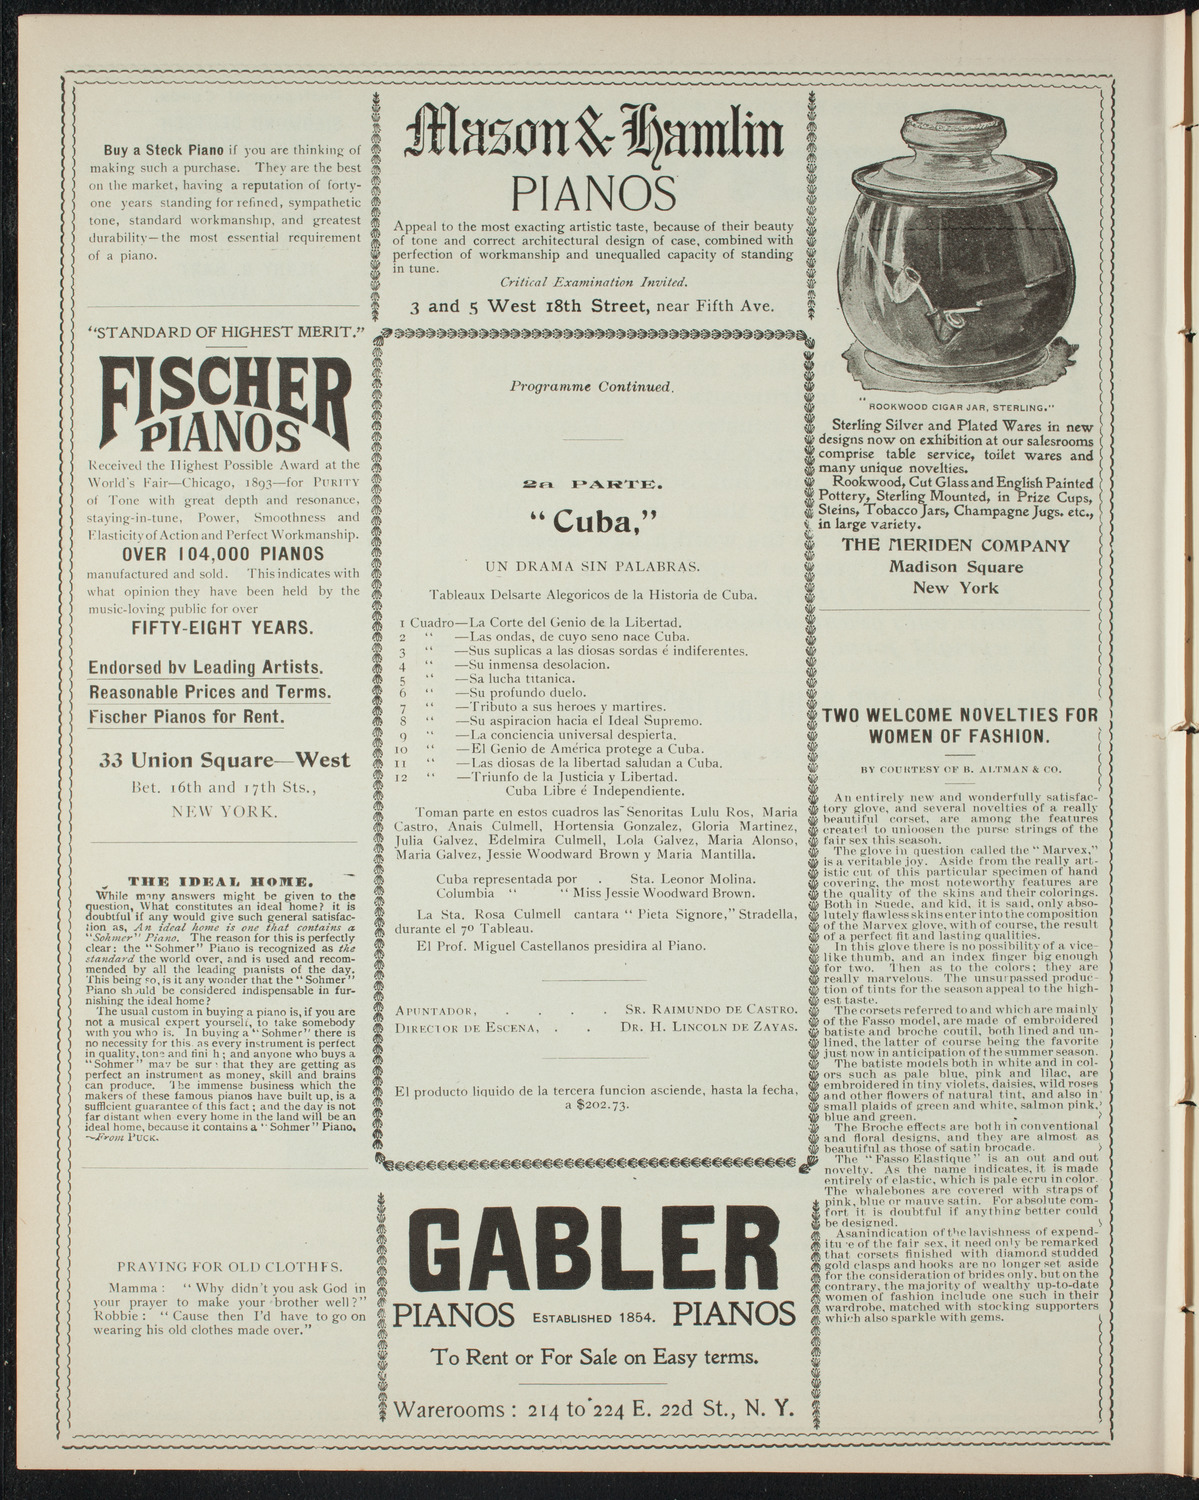 Buy a Steck Piano if you are thinking of
making such a purchase. They are the best
on the market, having a reputation of forty-
one years standing for refined, sympathetic
tone, standard workmanship, and greatest
durability—the most essential requirement
of a piano.
"STANDARD OF HIGHEST MERIT."
FISCHER
PIANOS
Received the Highest Possible Award at the
World's Fair—Chicago, 1893—for PURITY
of Tone with great depth and resonance,
staying-in-tune, Power, Smoothness and
Elasticity of Action and Perfect Workmanship.
OVER 104,000 PIANOS
manufactured and sold. This indicates with
what opinion they have been held by the
music-loving public for over
FIFTY-EIGHT YEARS.
Endorsed by Leading Artists.
Reasonable Prices and Terms.
Fischer Pianos for Rent.
33 Union Square—West
Bet. 16th and 17th Sts.,
NEW YORK.
THE IDEAL HOME.
While many answers might be given to the
question, What constitutes an ideal home? it is
doubtful if any would give such general satisfac-
tion as, An ideal home is one that contains a
"Sohmer" Piano. The reason for this is perfectly
clear; the "Sohmer" Piano is recognized as the
standard the world over, and is used and recom-
mended by all the leading pianists of the day.
This being so, is it any wonder that the "Sohmer"
Piano should be considered indispensable in fur-
nishing the ideal home?
The usual custom in buying a piano is, if you are
not a musical expert yourself, to take somebody
with you who is. In buying a "Sohmer" there is
no necessity for this, as every instrument is perfect
in quality, tone and fini h; and anyone who buys a
"Sohmer" may be sure that they are getting as
perfect an instrument as money, skill and brains
can produce. The immense business which the
makers of these famous pianos have built up, is a
sufficient guarantee of this fact; and the day is not
far distant when every home in the land will be an
ideal home, because it contains a "Sohmer" Piano.
—From PUCK.
PRAYING FOR OLD CLOTHES.
Mamma: "Why didn't you ask God in
your prayer to make your brother well?"
Robbie: "Cause then I'd have to go on
wearing his old clothes made over."
Mason & Hamlin
PIANOS
Appeal to the most exacting artistic taste, because of their beauty
of tone and correct architectural design of case, combined with
perfection of workmanship and unequalled capacity of standing
in tune.
Critical Examination Invited.
3 and 5 West 18th Street, near Fifth Ave.
Programme Continued.
2a PARTE.
"Cuba,"
UN DRAMA SIN PALABRAS.
Tableaux Delsarte Alegoricos de la Historia de Cuba.
1 Cuadro—La Corte del Genio de la Libertad.
2 " —Las ondas, de cuyo seno nace Cuba.
3 " —Sus suplicas a las diosas sordas é indiferentes.
4 " —Su inmensa desolacion.
5 " —Sa lucha titanica.
6 " —Su profundo duelo.
7 " —Tributo a sus heroes y martires.
8 " —Su aspiracion hacia el Ideal Supremo.
9 " —La conciencia universal despierta.
10 " —El Genio de América protege a Cuba.
11 " —Las diosas de la libertad saludan a Cuba.
12 " —Triunfo de la Justicia y Libertad.
Cuba Libre é Independiente.
Toman parte en estos cuadros las Senoritas Lulu Ros, Maria
Castro, Anais Culmell, Hortensia Gonzalez, Gloria Martinez,
Julia Galvez, Edelmira Culmell, Lola Galvez, Maria Alonso,
Maria Galvez, Jessie Woodward Brown y Maria Mantilla.
Cuba representada por . Sta. Leonor Molina.
Columbia " " Miss Jessie Woodward Brown.
La Sta. Rosa Culmell cantara "Pieta Signore," Stradella,
durante el 7o Tableau.
El Prof. Miguel Castellanos presidira al Piano.
APUNTADOR, . . . . SR. RAIMUNDO DE CASTRO.
DIRECTOR DE ESCENA, . . DR. H. LINCOLN DE ZAYAS.
El producto liquido de la tercera funcion asciende, hasta la fecha,
a $202.73.
GABLER
PIANOS ESTABLISHED 1854. PIANOS
To Rent or For Sale on Easy terms.
Warerooms: 214 to 224 E. 22d St., N. Y.
"ROOKWOOD CIGAR JAR, STERLING."
Sterling Silver and Plated Wares in new
designs now on exhibition at our salesrooms
comprise table service, toilet wares and
many unique novelties.
Rookwood, Cut Glass and English Painted
Pottery, Sterling Mounted, in Prize Cups,
Steins, Tobacco Jars, Champagne Jugs. etc.,
in large variety.
THE MERIDEN COMPANY
Madison Square
New York
TWO WELCOME NOVELTIES FOR
WOMEN OF FASHION.
BY COURTESY OF B. ALTMAN & CO.
An entirely new and wonderfully satisfac-
tory glove, and several novelties of a really
beautiful corset, are among the features
created to unloosen the purse strings of the
fair sex this season.
The glove in question called the "Marvex,"
is a veritable joy. Aside from the really art-
istic cut of this particular specimen of hand
covering, the most noteworthy features are
the quality of the skins and their colorings.
Both in Suede, and kid, it is said, only abso-
lutely flawless skins enter into the composition
of the Marvex glove, with of course, the result
of a perfect fit and lasting qualities.
In this glove there is no possibility of a vice-
like thumb, and an index finger big enough
for two. Then as to the colors; they are
really marvelous. The unsurpassed produc-
tion of tints for the season appeal to the high-
est taste.
The corsets referred to and which are mainly
of the Fasso model, are made of embroidered
batiste and broche coutil, both lined and un-
lined, the latter of course being the favorite
just now in anticipation of the summer season.
The batiste models both in white and in col-
ors such as pale blue, pink and lilac, are
embroidered in tiny violets, daisies, wild roses
and other flowers of natural tint, and also in
small plaids of green and white, salmon pink,
blue and green.
The Broche effects are both in conventional
and floral designs, and they are almost as
beautiful as those of satin brocade.
The "Fasso Elastique" is an out and out
novelty. As the name indicates, it is made
entirely of elastic, which is pale ecru in color.
The whalebones are covered with straps of
pink, blue or mauve satin. For absolute com-
fort it is doubtful if anything better could
be designed.
As an indication of the lavishness of expend-
itu e of the fair sex, it need only be remarked
that corsets finished with diamond studded
gold clasps and hooks are no longer set aside
for the consideration of brides only, but on the
contrary, the majority of wealthy up-to-date
women of fashion include one such in their
wardrobe, matched with stocking supporters
which also sparkle with gems.